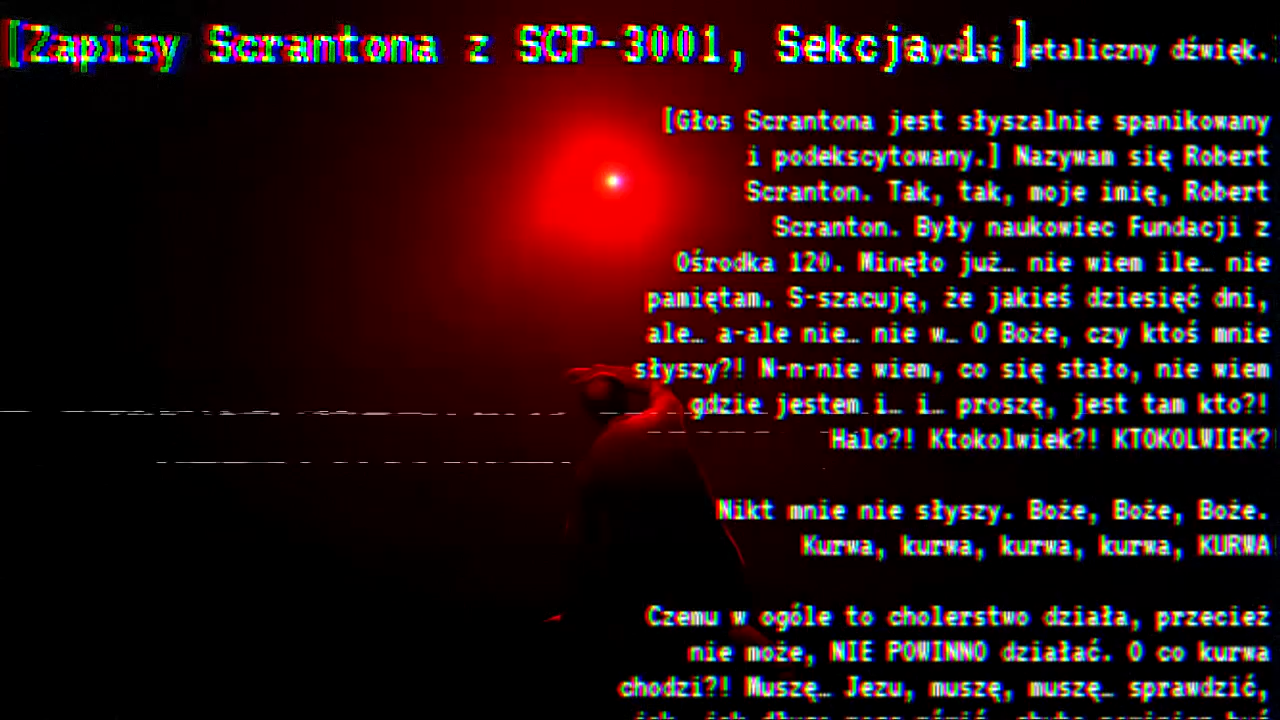 [Zapisy Scrantona z SCP-3001, Sekcja 1:]
etaliczny dźwięk.
[Głos Scrantona jest słyszalnie spanikowany
i podekscytowany.] Nazywam się Robert
Scranton. Tak, tak, moje imię, Robert
Scranton. Były naukowiec Fundacji z
Ośrodka 120. Minęło już… nie wiem ile… nie
pamiętam. S-szacuję, że jakieś dziesięć dni,
ale… a-ale nie… nie w… O Boże, czy ktoś mnie
słyszy?! N-n-nie wiem, co się stało, nie wiem
gdzie jestem i… i… proszę, jest tam kto?!
Halo?! Ktokolwiek?! KTOKOLWIEK?
Nikt mnie nie słyszy. Boże, Boże, Boże.
Kurwa, kurwa, kurwa, kurwa, KURWA
Czemu w ogóle to cholerstwo działa, przecież
nie może, NIE POWINNO działać. O co kurwa
chodzi?! Muszę… Jezu, muszę, muszę… sprawdzić,